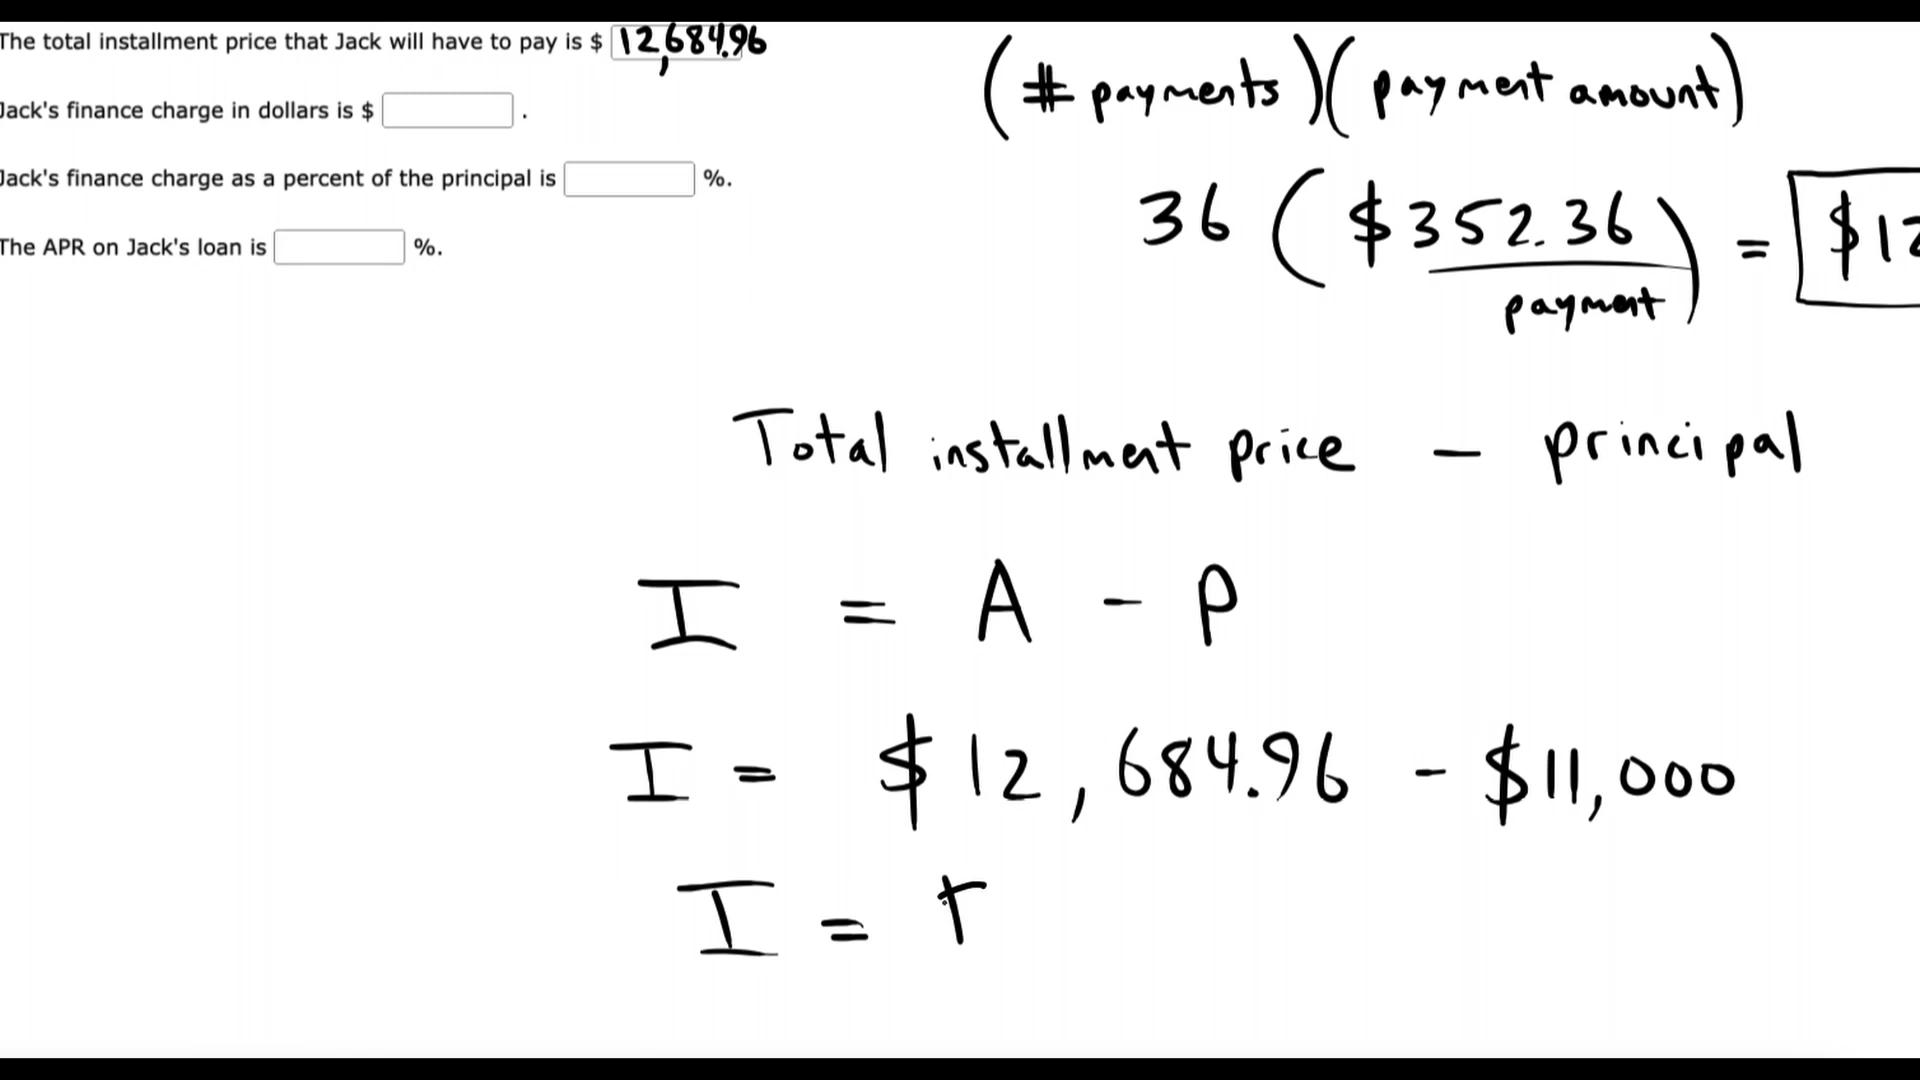 The total installment price that Jack will have to pay is $ 12,684.96
Jack's finance charge in dollars is $ .
Jack's finance charge as a percent of the principal is %.
The APR on Jack's loan is %.
(# payments)(payment amount)
36 ($352.36 / payment) = $12
Total installment price - principal
I = A - P
I = $12,684.96 - $11,000
I =